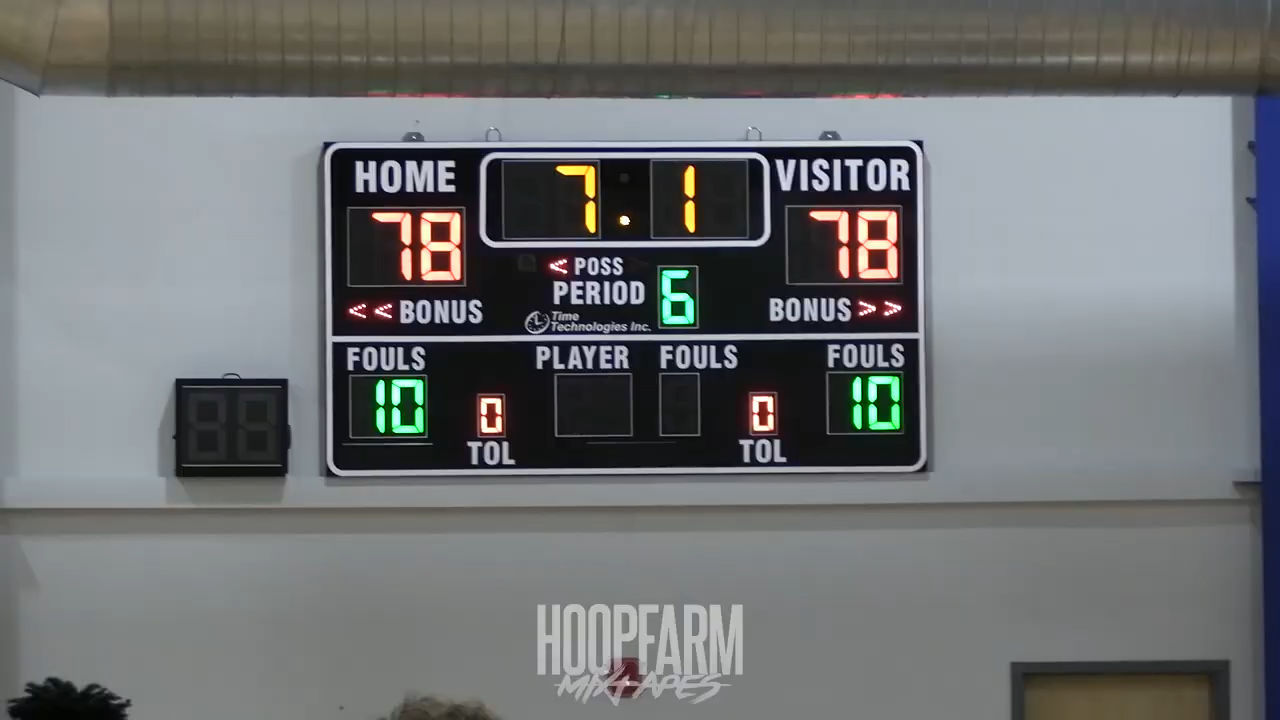 HOME 7.1 VISITOR
78 78
< POSS
PERIOD 6
<< BONUS BONUS >>
Time
Technologies Inc.
FOULS PLAYER FOULS FOULS
10 0 0 10
TOL TOL
HOOPFARM
MIXTAPES